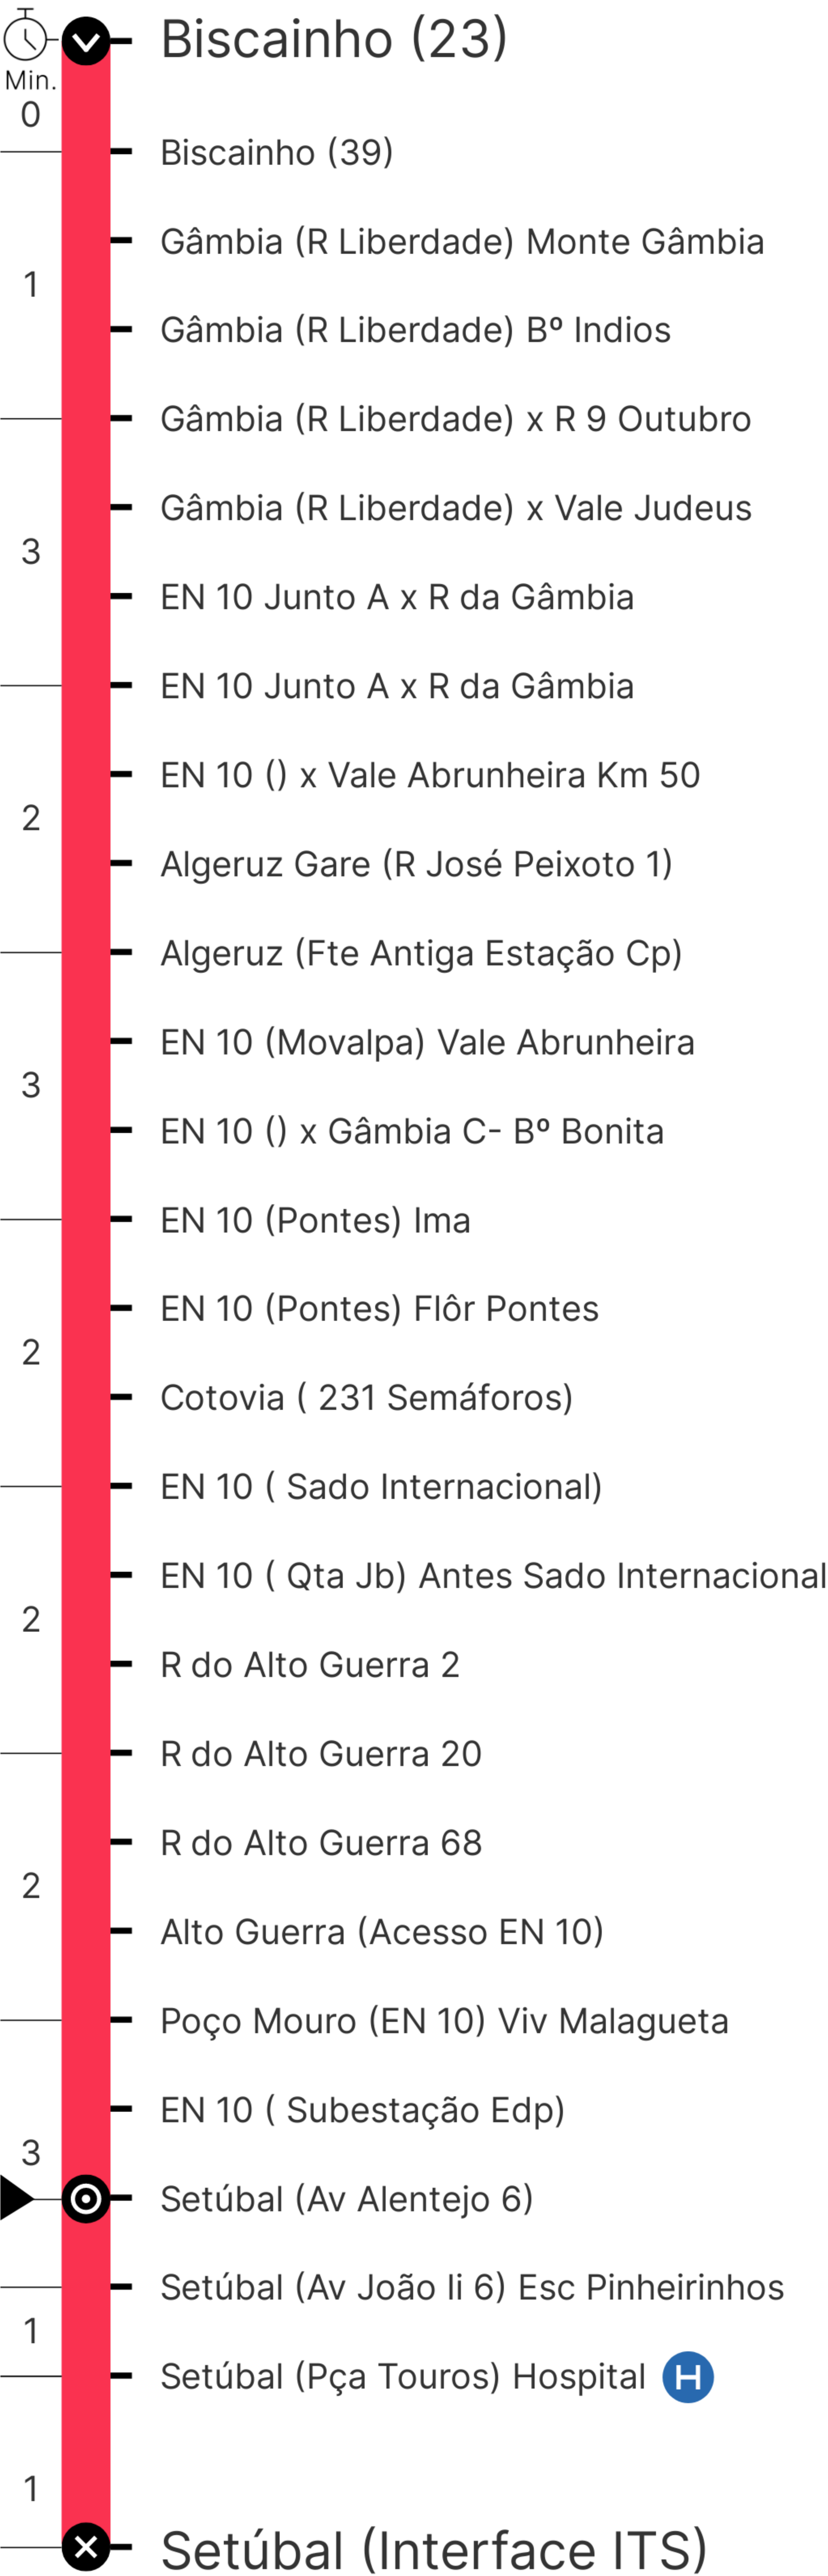 Biscainho (23)
Min.
0
Biscainho (39)
Gâmbia (R Liberdade) Monte Gâmbia
1
Gâmbia (R Liberdade) Bº Indios
Gâmbia (R Liberdade) x R 9 Outubro
Gâmbia (R Liberdade) x Vale Judeus
3
EN 10 Junto A x R da Gâmbia
EN 10 Junto A x R da Gâmbia
EN 10 () x Vale Abrunheira Km 50
2
Algeruz Gare (R José Peixoto 1)
Algeruz (Fte Antiga Estação Cp)
EN 10 (Movalpa) Vale Abrunheira
3
EN 10 () x Gâmbia C- Bº Bonita
EN 10 (Pontes) Ima
EN 10 (Pontes) Flôr Pontes
2
Cotovia ( 231 Semáforos)
EN 10 ( Sado Internacional)
EN 10 ( Qta Jb) Antes Sado Internacional
2
R do Alto Guerra 2
R do Alto Guerra 20
R do Alto Guerra 68
2
Alto Guerra (Acesso EN 10)
Poço Mouro (EN 10) Viv Malagueta
EN 10 ( Subestação Edp)
3
Setúbal (Av Alentejo 6)
Setúbal (Av João Ii 6) Esc Pinheirinhos
1
Setúbal (Pça Touros) Hospital H
1
Setúbal (Interface ITS)